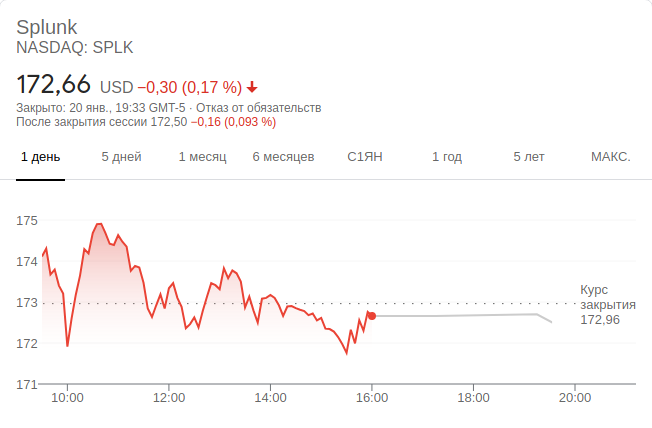 Splunk
NASDAQ: SPLK
172,66 USD −0,30 (0,17 %)
Закрыто: 20 янв., 19:33 GMT-5 · Отказ от обязательств
После закрытия сессии 172,50 −0,16 (0,093 %)
1 день 5 дней 1 месяц 6 месяцев С1ЯН 1 год 5 лет МАКС.
175
174
173
172
171
Курс
закрытия
172,96
10:00 12:00 14:00 16:00 18:00 20:00